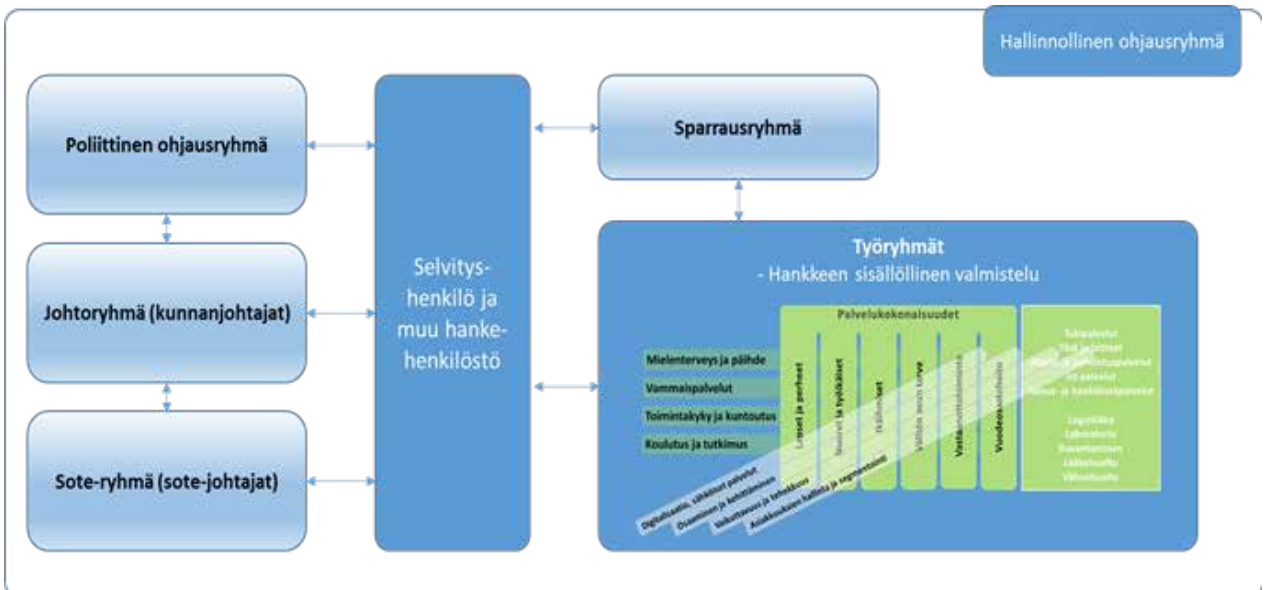 Hallinnollinen ohjausryhmä
Poliittinen ohjausryhmä
Johtoryhmä (kunnanjohtajat)
Sote-ryhmä (sote-johtajat)
Selvitys-
henkilö ja
muu hanke-
henkilöstö
Sparrausryhmä
Työryhmät
- Hankkeen sisällöllinen valmistelu
Palvelukokonaisuudet
Mielenterveys ja päihde
Vammaispalvelut
Toimintakyky ja kuntoutus
Koulutus ja tutkimus
Lapset ja perheet
Nuoret ja työikäiset
Ikäihmiset
Vastaanottotoiminta
Vuodeosastohoito
Digitalisaatio, sähköiset palvelut
Osaaminen ja kehittäminen
Vaikuttavuus ja tehokkuus
Asiakkuuksien hallinta ja segmentointi
Tukipalvelut
Logistiikka
Laboratorio
Kuvantaminen
Lääkehuolto
Välinehuolto